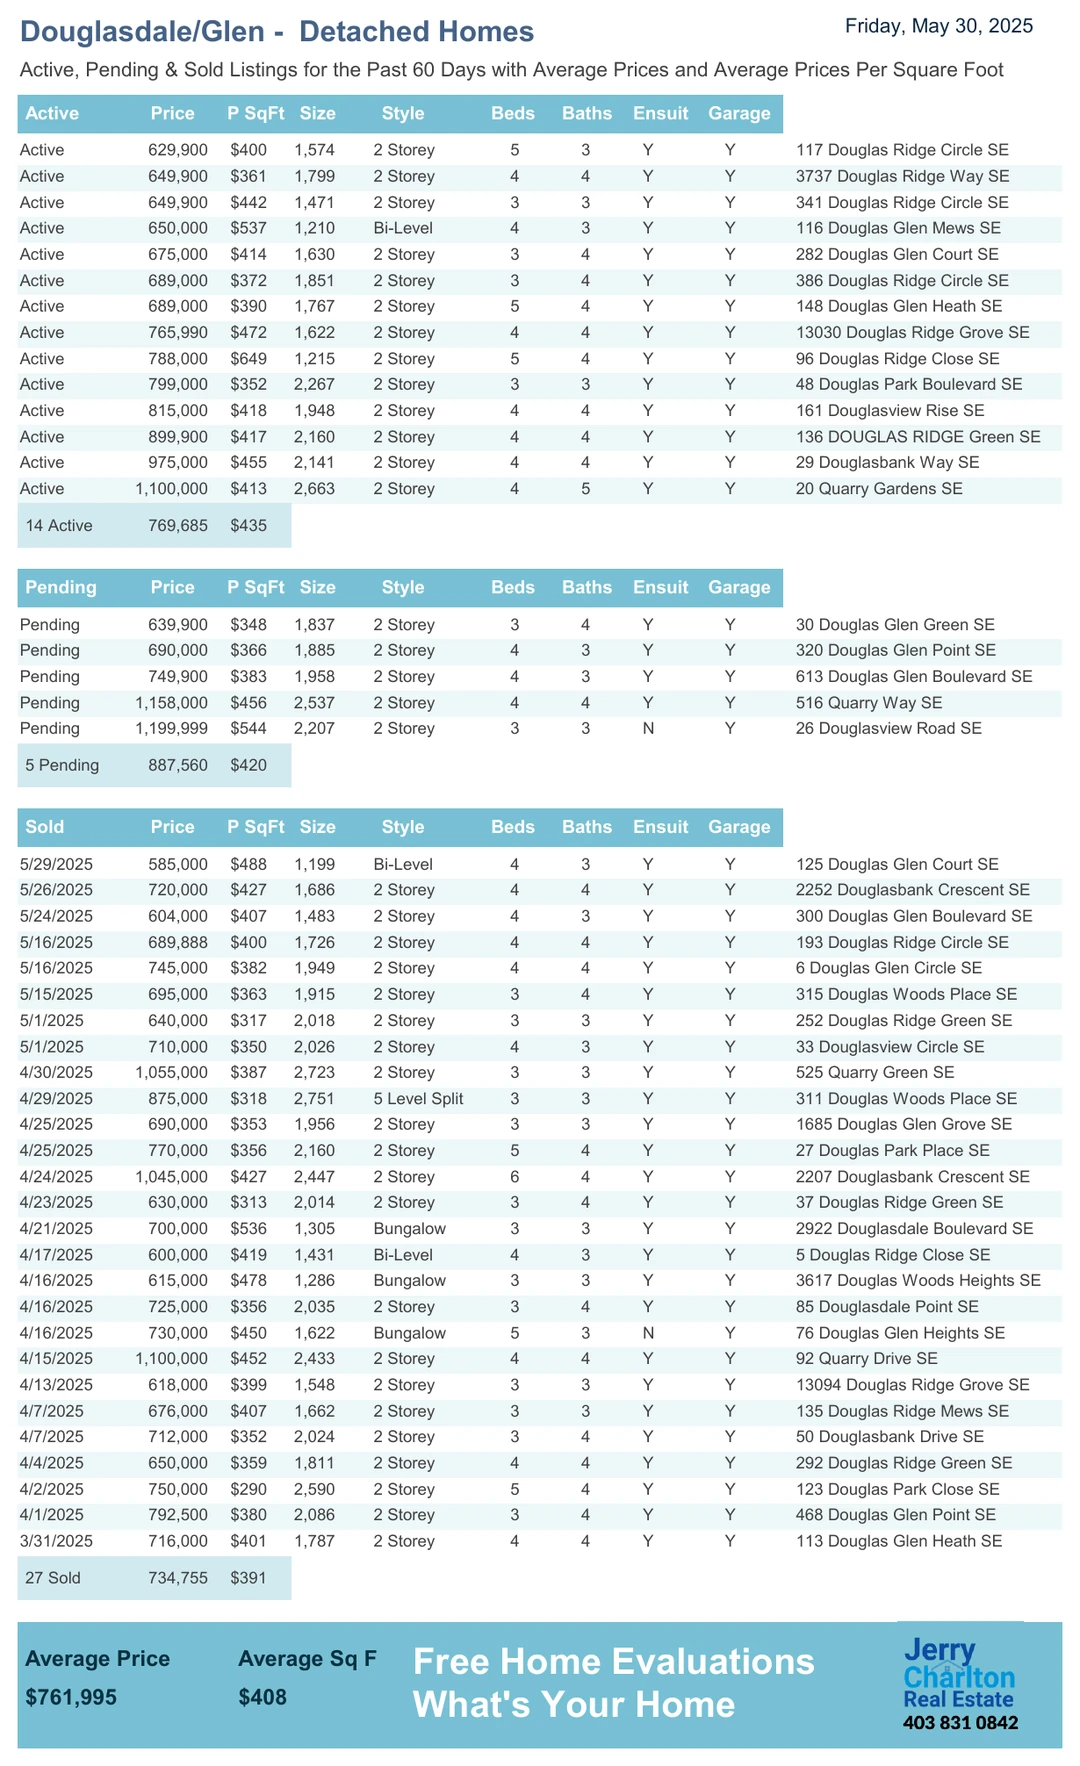 Douglasdale/Glen -  Detached Homes
Friday, May 30, 2025
Active, Pending & Sold Listings for the Past 60 Days with Average Prices and Average Prices Per Square Foot
Active Price P SqFt Size Style Beds Baths Ensuit Garage
Active 629,900 $400 1,574 2 Storey 5 3 Y Y 117 Douglas Ridge Circle SE
Active 649,900 $361 1,799 2 Storey 4 4 Y Y 3737 Douglas Ridge Way SE
Active 649,900 $442 1,471 2 Storey 3 3 Y Y 341 Douglas Ridge Circle SE
Active 650,000 $537 1,210 Bi-Level 4 3 Y Y 116 Douglas Glen Mews SE
Active 675,000 $414 1,630 2 Storey 3 4 Y Y 282 Douglas Glen Court SE
Active 689,000 $372 1,851 2 Storey 3 4 Y Y 386 Douglas Ridge Circle SE
Active 689,000 $390 1,767 2 Storey 5 4 Y Y 148 Douglas Glen Heath SE
Active 765,990 $472 1,622 2 Storey 4 4 Y Y 13030 Douglas Ridge Grove SE
Active 788,000 $649 1,215 2 Storey 5 4 Y Y 96 Douglas Ridge Close SE
Active 799,000 $352 2,267 2 Storey 3 3 Y Y 48 Douglas Park Boulevard SE
Active 815,000 $418 1,948 2 Storey 4 4 Y Y 161 Douglasview Rise SE
Active 899,900 $417 2,160 2 Storey 4 4 Y Y 136 DOUGLAS RIDGE Green SE
Active 975,000 $455 2,141 2 Storey 4 4 Y Y 29 Douglasbank Way SE
Active 1,100,000 $413 2,663 2 Storey 4 5 Y Y 20 Quarry Gardens SE
14 Active 769,685 $435
Pending Price P SqFt Size Style Beds Baths Ensuit Garage
Pending 639,900 $348 1,837 2 Storey 3 4 Y Y 30 Douglas Glen Green SE
Pending 690,000 $366 1,885 2 Storey 4 3 Y Y 320 Douglas Glen Point SE
Pending 749,900 $383 1,958 2 Storey 4 3 Y Y 613 Douglas Glen Boulevard SE
Pending 1,158,000 $456 2,537 2 Storey 4 4 Y Y 516 Quarry Way SE
Pending 1,199,999 $544 2,207 2 Storey 3 3 N Y 26 Douglasview Road SE
5 Pending 887,560 $420
Sold Price P SqFt Size Style Beds Baths Ensuit Garage
5/29/2025 585,000 $488 1,199 Bi-Level 4 3 Y Y 125 Douglas Glen Court SE
5/26/2025 720,000 $427 1,686 2 Storey 4 4 Y Y 2252 Douglasbank Crescent SE
5/24/2025 604,000 $407 1,483 2 Storey 4 3 Y Y 300 Douglas Glen Boulevard SE
5/16/2025 689,888 $400 1,726 2 Storey 4 4 Y Y 193 Douglas Ridge Circle SE
5/16/2025 745,000 $382 1,949 2 Storey 4 4 Y Y 6 Douglas Glen Circle SE
5/15/2025 695,000 $363 1,915 2 Storey 3 4 Y Y 315 Douglas Woods Place SE
5/1/2025 640,000 $317 2,018 2 Storey 3 3 Y Y 252 Douglas Ridge Green SE
5/1/2025 710,000 $350 2,026 2 Storey 4 3 Y Y 33 Douglasview Circle SE
4/30/2025 1,055,000 $387 2,723 2 Storey 3 3 Y Y 525 Quarry Green SE
4/29/2025 875,000 $318 2,751 5 Level Split 3 3 Y Y 311 Douglas Woods Place SE
4/25/2025 690,000 $353 1,956 2 Storey 3 3 Y Y 1685 Douglas Glen Grove SE
4/25/2025 770,000 $356 2,160 2 Storey 5 4 Y Y 27 Douglas Park Place SE
4/24/2025 1,045,000 $427 2,447 2 Storey 6 4 Y Y 2207 Douglasbank Crescent SE
4/23/2025 630,000 $313 2,014 2 Storey 3 4 Y Y 37 Douglas Ridge Green SE
4/21/2025 700,000 $536 1,305 Bungalow 3 3 Y Y 2922 Douglasdale Boulevard SE
4/17/2025 600,000 $419 1,431 Bi-Level 4 3 Y Y 5 Douglas Ridge Close SE
4/16/2025 615,000 $478 1,286 Bungalow 3 3 Y Y 3617 Douglas Woods Heights SE
4/16/2025 725,000 $356 2,035 2 Storey 3 4 Y Y 85 Douglasdale Point SE
4/16/2025 730,000 $450 1,622 Bungalow 5 3 N Y 76 Douglas Glen Heights SE
4/15/2025 1,100,000 $452 2,433 2 Storey 4 4 Y Y 92 Quarry Drive SE
4/13/2025 618,000 $399 1,548 2 Storey 3 3 Y Y 13094 Douglas Ridge Grove SE
4/7/2025 676,000 $407 1,662 2 Storey 3 3 Y Y 135 Douglas Ridge Mews SE
4/7/2025 712,000 $352 2,024 2 Storey 3 4 Y Y 50 Douglasbank Drive SE
4/4/2025 650,000 $359 1,811 2 Storey 4 4 Y Y 292 Douglas Ridge Green SE
4/2/2025 750,000 $290 2,590 2 Storey 5 4 Y Y 123 Douglas Park Close SE
4/1/2025 792,500 $380 2,086 2 Storey 3 4 Y Y 468 Douglas Glen Point SE
3/31/2025 716,000 $401 1,787 2 Storey 4 4 Y Y 113 Douglas Glen Heath SE
27 Sold 734,755 $391
Average Price Average Sq F
$761,995 $408
Free Home Evaluations
What's Your Home
Jerry
Charlton
Real Estate
403 831 0842